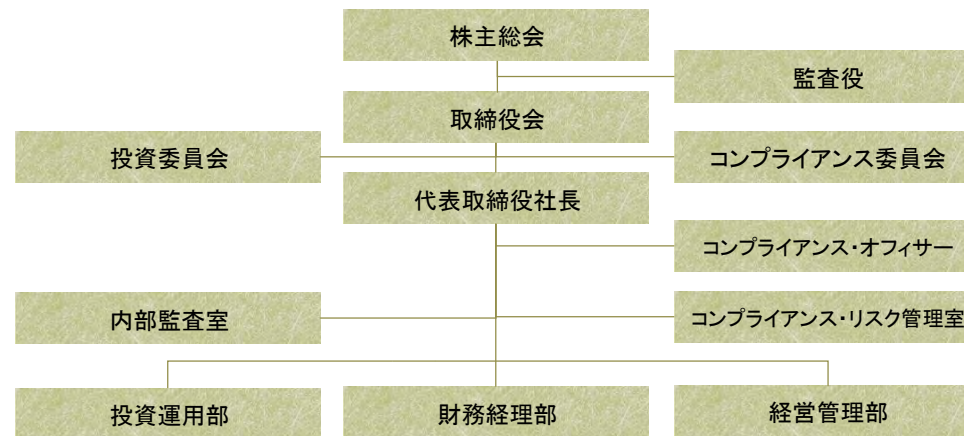 株主総会
監査役
取締役会
投資委員会
コンプライアンス委員会
代表取締役社長
コンプライアンス・オフィサー
内部監査室
コンプライアンス・リスク管理室
投資運用部
財務経理部
経営管理部